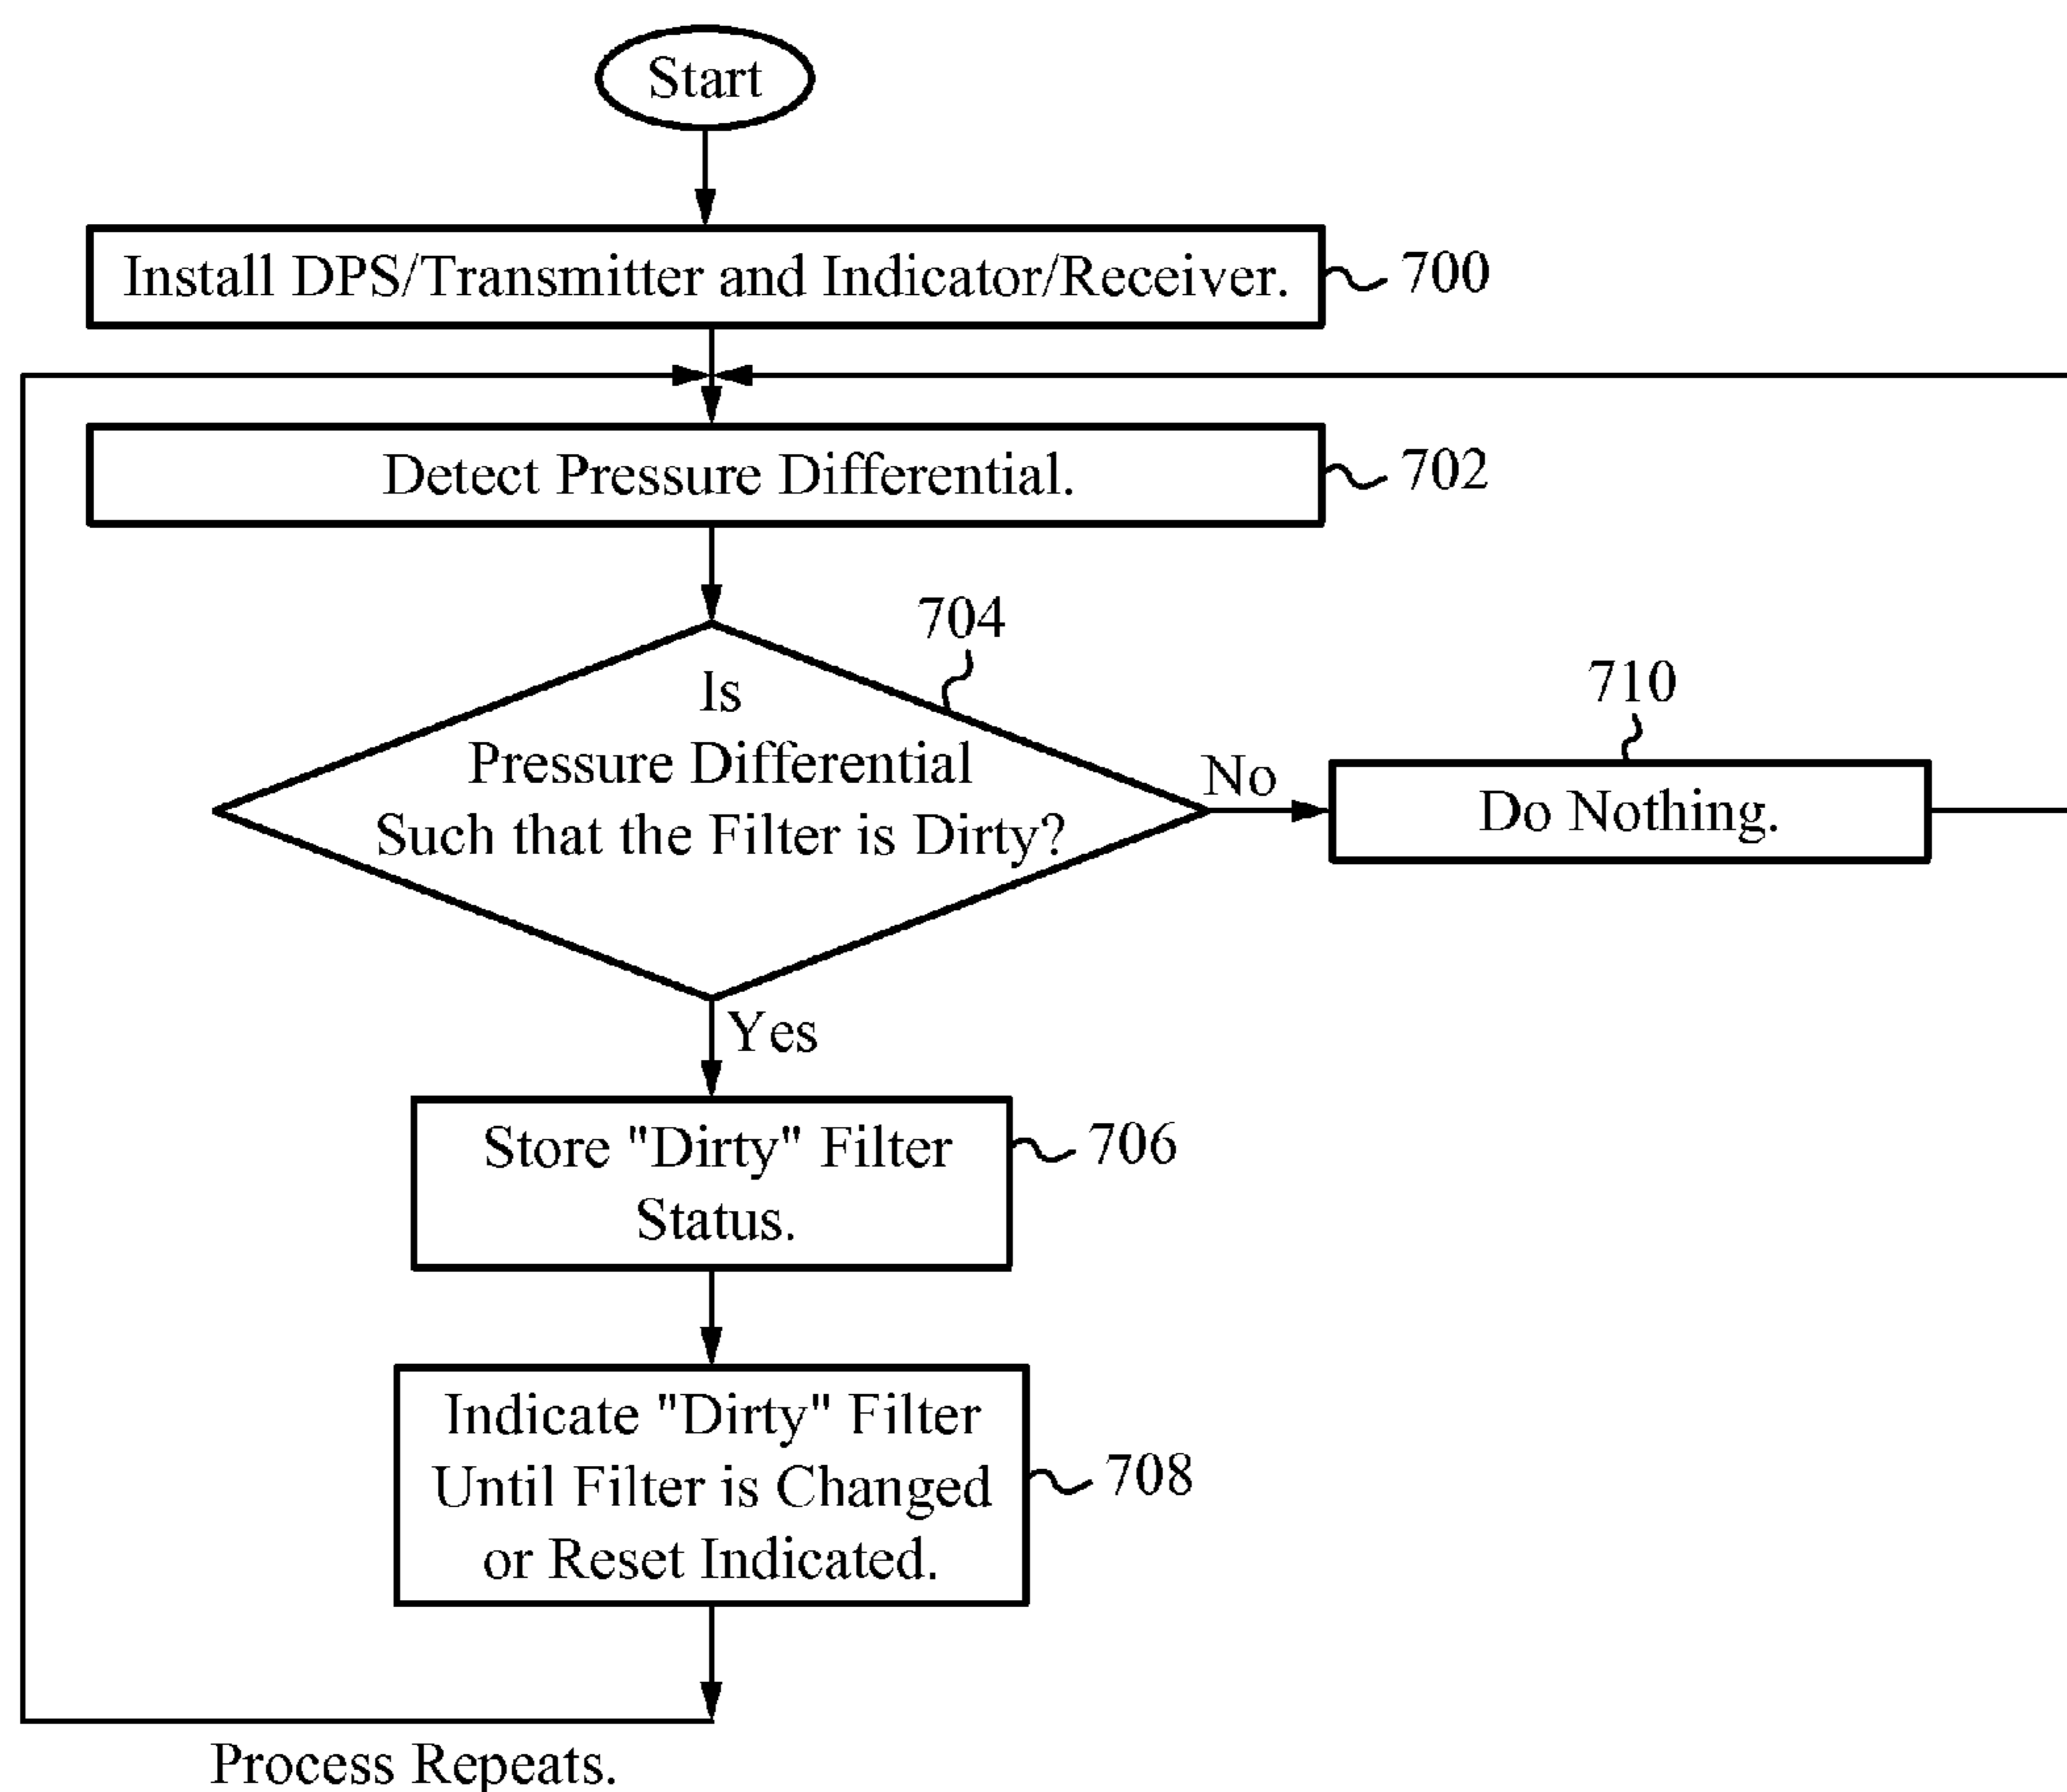 Start
Install DPS/Transmitter and Indicator/Receiver.
700
Detect Pressure Differential.
702
704
Is
Pressure Differential
Such that the Filter is Dirty?
No
710
Do Nothing.
Yes
Store "Dirty" Filter
Status.
706
Indicate "Dirty" Filter
Until Filter is Changed
or Reset Indicated.
708
Process Repeats.